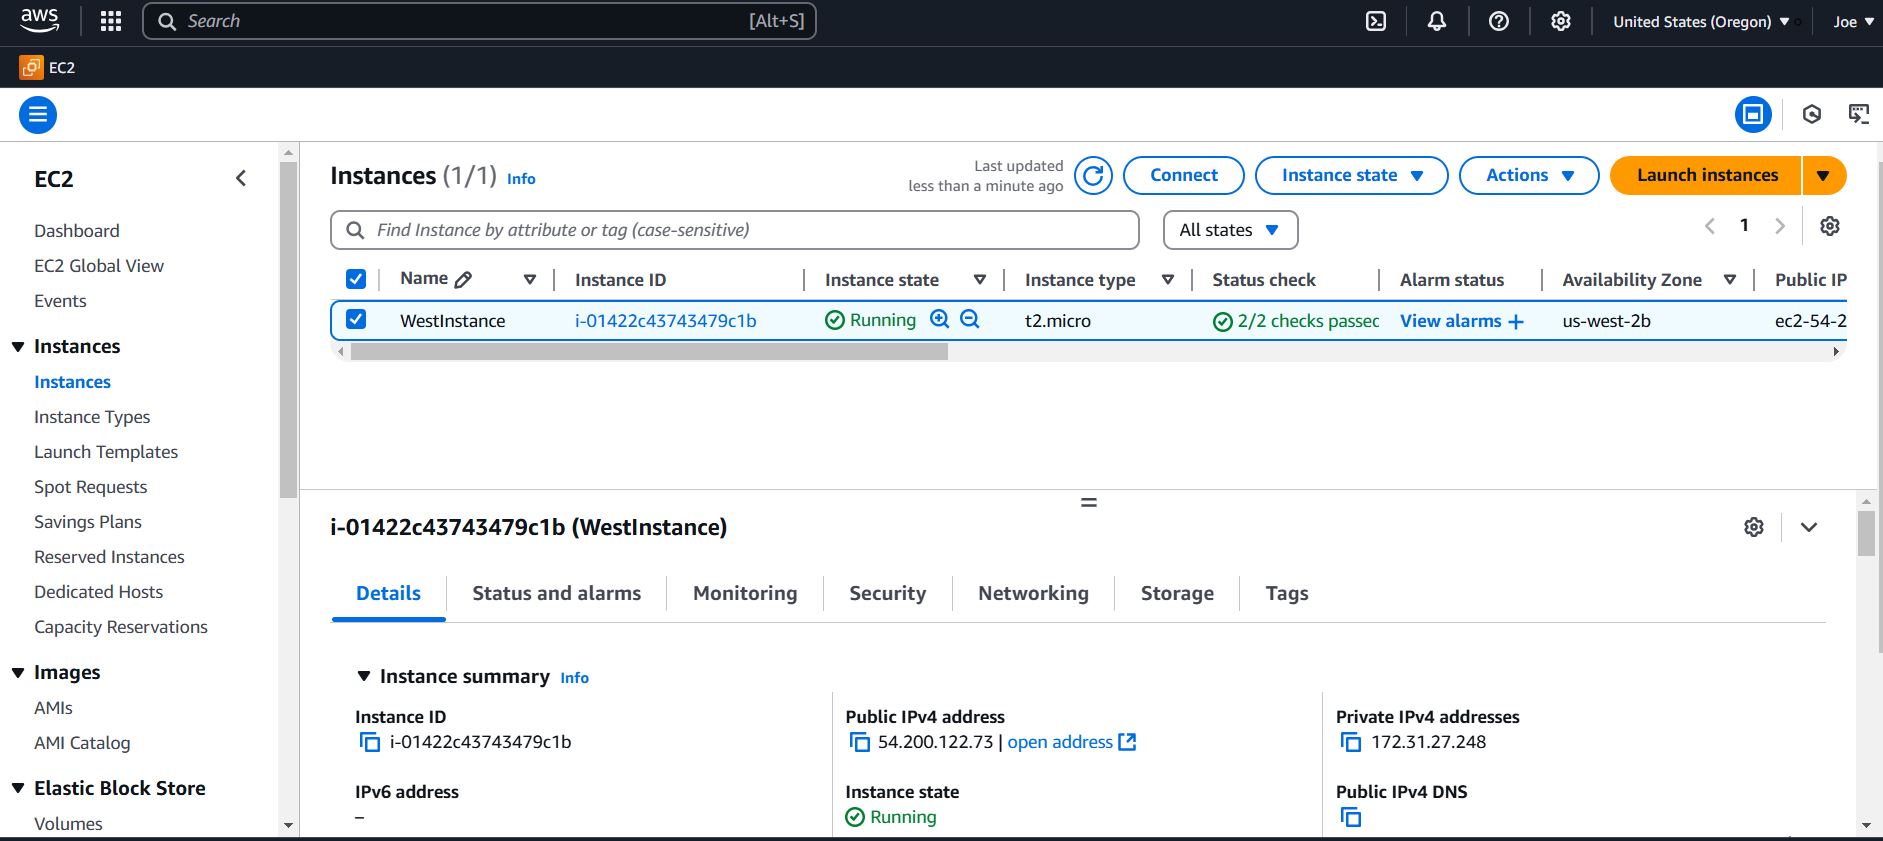 aws
Search [Alt+S]
United States (Oregon) Joe
EC2
EC2
Dashboard
EC2 Global View
Events
Instances
Instances
Instance Types
Launch Templates
Spot Requests
Savings Plans
Reserved Instances
Dedicated Hosts
Capacity Reservations
Images
AMIs
AMI Catalog
Elastic Block Store
Volumes
Instances (1/1) Info
Last updated
less than a minute ago
Connect
Instance state
Actions
Launch instances
Find Instance by attribute or tag (case-sensitive)
All states
1
Name Instance ID Instance state Instance type Status check Alarm status Availability Zone Public IP
WestInstance i-01422c43743479c1b Running t2.micro 2/2 checks passec View alarms + us-west-2b ec2-54-2
i-01422c43743479c1b (WestInstance)
Details Status and alarms Monitoring Security Networking Storage Tags
Instance summary Info
Instance ID
i-01422c43743479c1b
Public IPv4 address
54.200.122.73 | open address
Private IPv4 addresses
172.31.27.248
IPv6 address
–
Instance state
Running
Public IPv4 DNS